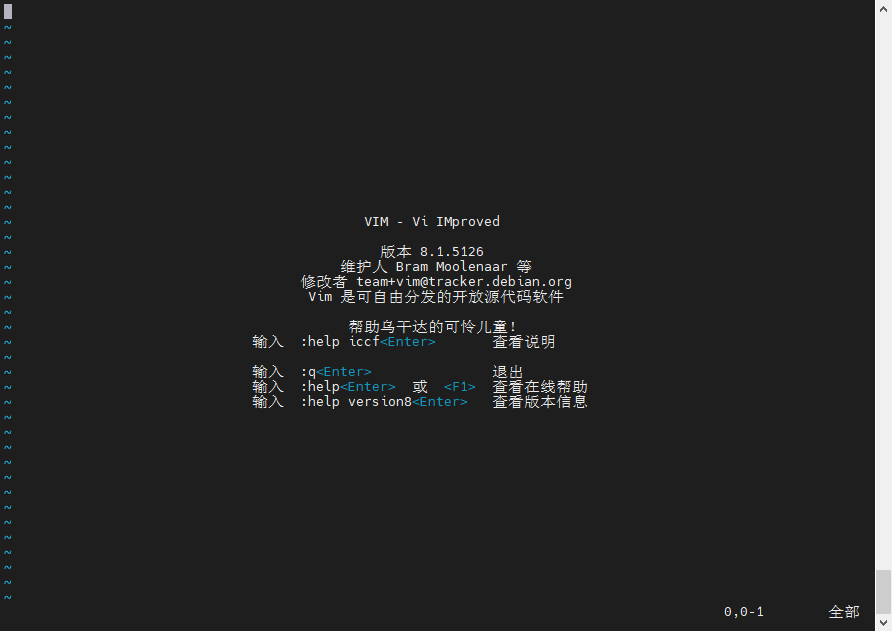 ~
~
~
~
~
~
~
~
~
~
~
~
~
~ VIM - Vi IMproved
~
~ 版本 8.1.5126
~ 维护人 Bram Moolenaar 等
~ 修改者 team+vim@tracker.debian.org
~ Vim 是可自由分发的开放源代码软件
~
~ 帮助乌干达的可怜儿童!
~ 输入 :help iccf<Enter> 查看说明
~
~ 输入 :q<Enter> 退出
~ 输入 :help<Enter> 或 <F1> 查看在线帮助
~ 输入 :help version8<Enter> 查看版本信息
~
~
~
~
~
~
~
~
~
~
~
~
~
0,0-1 全部